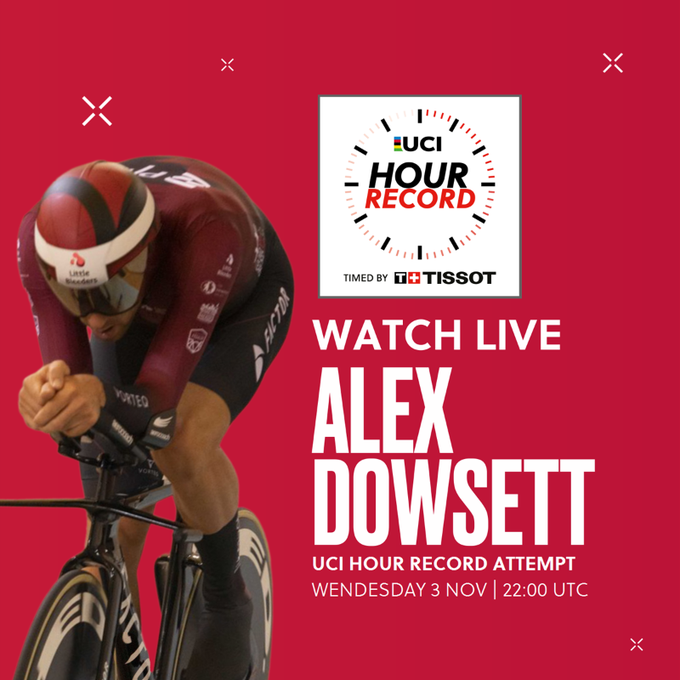 UCI
HOUR
RECORD
TIMED BY T+ TISSOT
WATCH LIVE
ALEX
DOWSETT
UCI HOUR RECORD ATTEMPT
WENDESDAY 3 NOV | 22:00 UTC
Little
Bleeders
FACTOR
VORTEQ